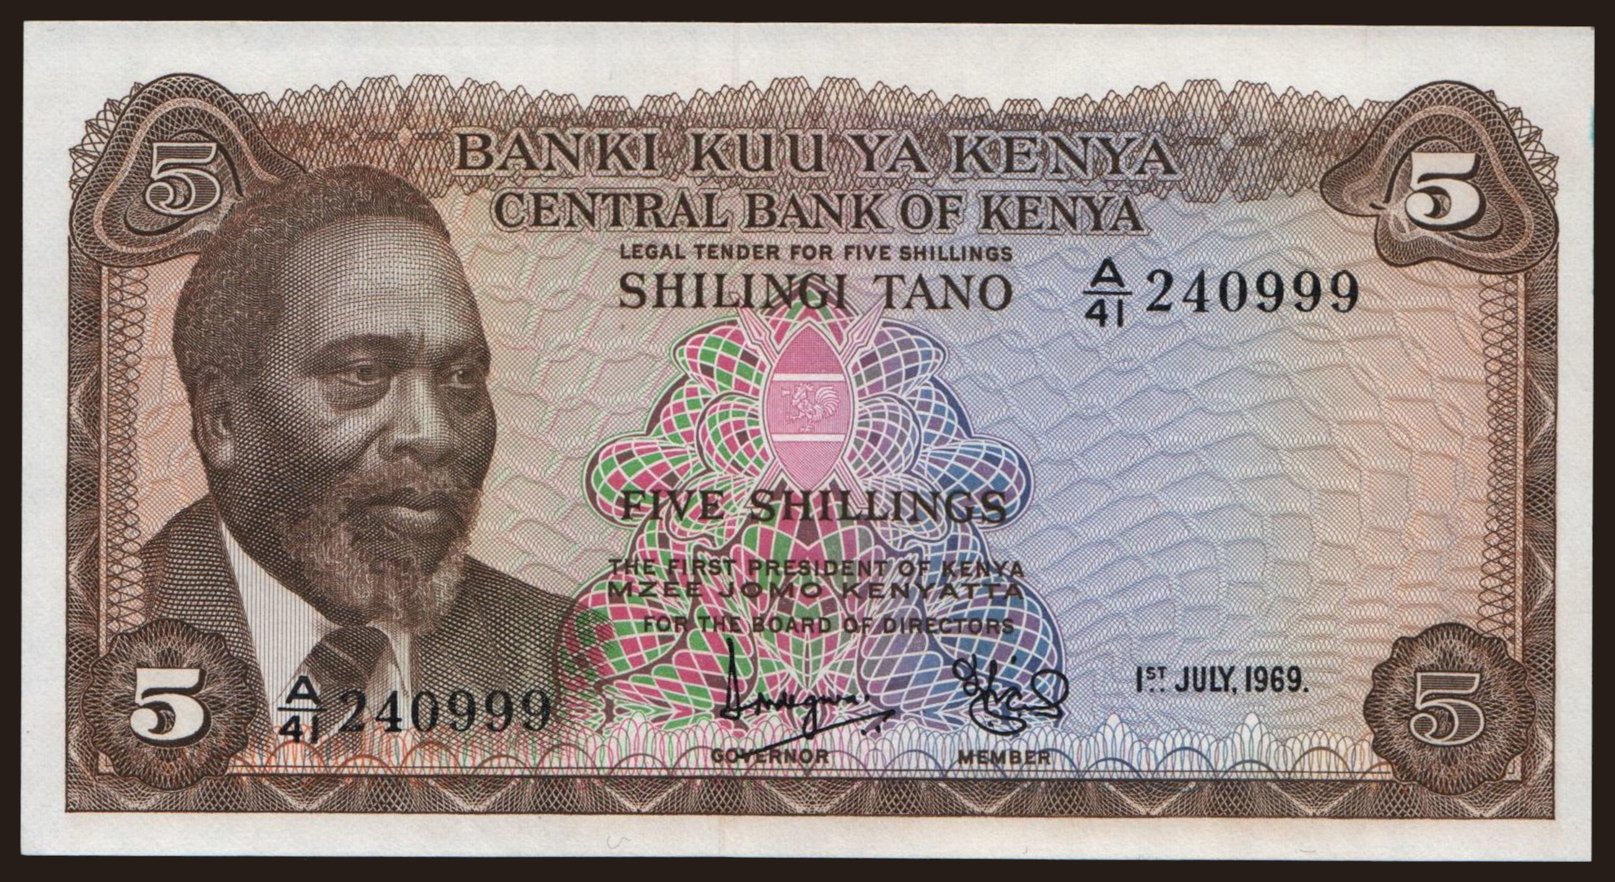 5 5
BANKI KUU YA KENYA
CENTRAL BANK OF KENYA
LEGAL TENDER FOR FIVE SHILLINGS
SHILINGI TANO
A/41 240999
FIVE SHILLINGS
THE FIRST PRESIDENT OF KENYA
MZEE JOMO KENYATTA
FOR THE BOARD OF DIRECTORS
1ST JULY, 1969.
5 A/41 240999 5
GOVERNOR MEMBER